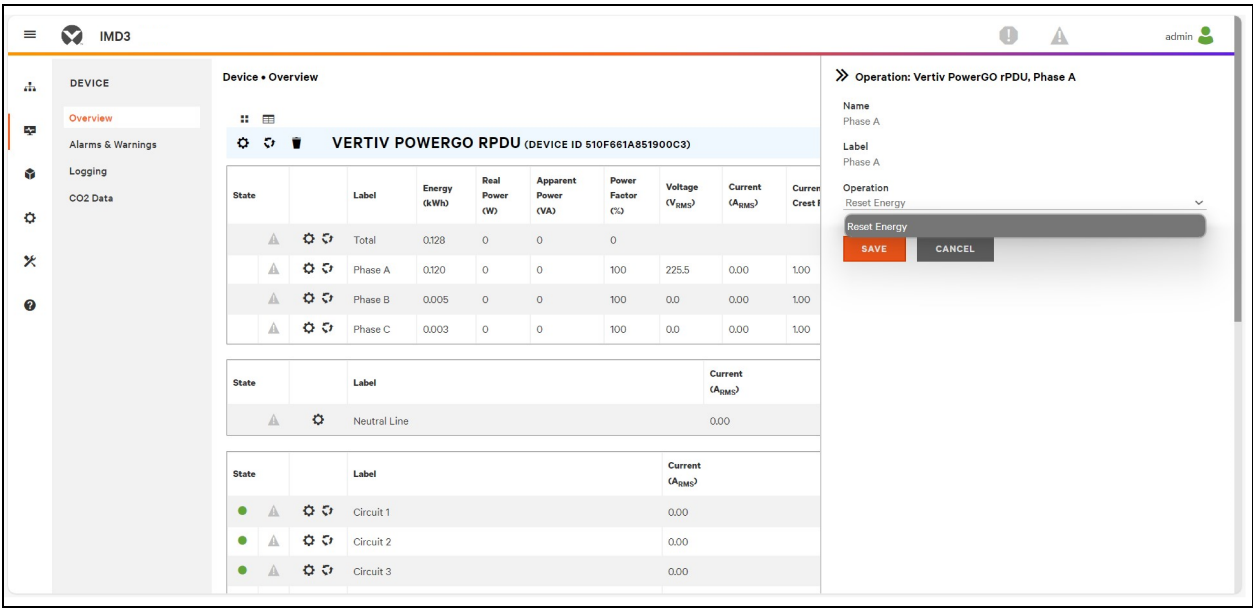 IMD3
admin
DEVICE
Overview
Alarms & Warnings
Logging
CO2 Data
Device • Overview
VERTIV POWERGO RPDU (DEVICE ID 510F661A851900C3)
State Label Energy (kWh) Real Power (W) Apparent Power (VA) Power Factor (%) Voltage (VRMS) Current (ARMS)
Total 0.128 0 0 0
Phase A 0.120 0 0 100 225.5 0.00 1.00
Phase B 0.005 0 0 100 0.0 0.00 1.00
Phase C 0.003 0 0 100 0.0 0.00 1.00
State Label Current (ARMS)
Neutral Line 0.00
State Label Current (ARMS)
Circuit 1 0.00
Circuit 2 0.00
Circuit 3 0.00
Operation: Vertiv PowerGO rPDU, Phase A
Name
Phase A
Label
Phase A
Operation
Reset Energy
Reset Energy
SAVE CANCEL